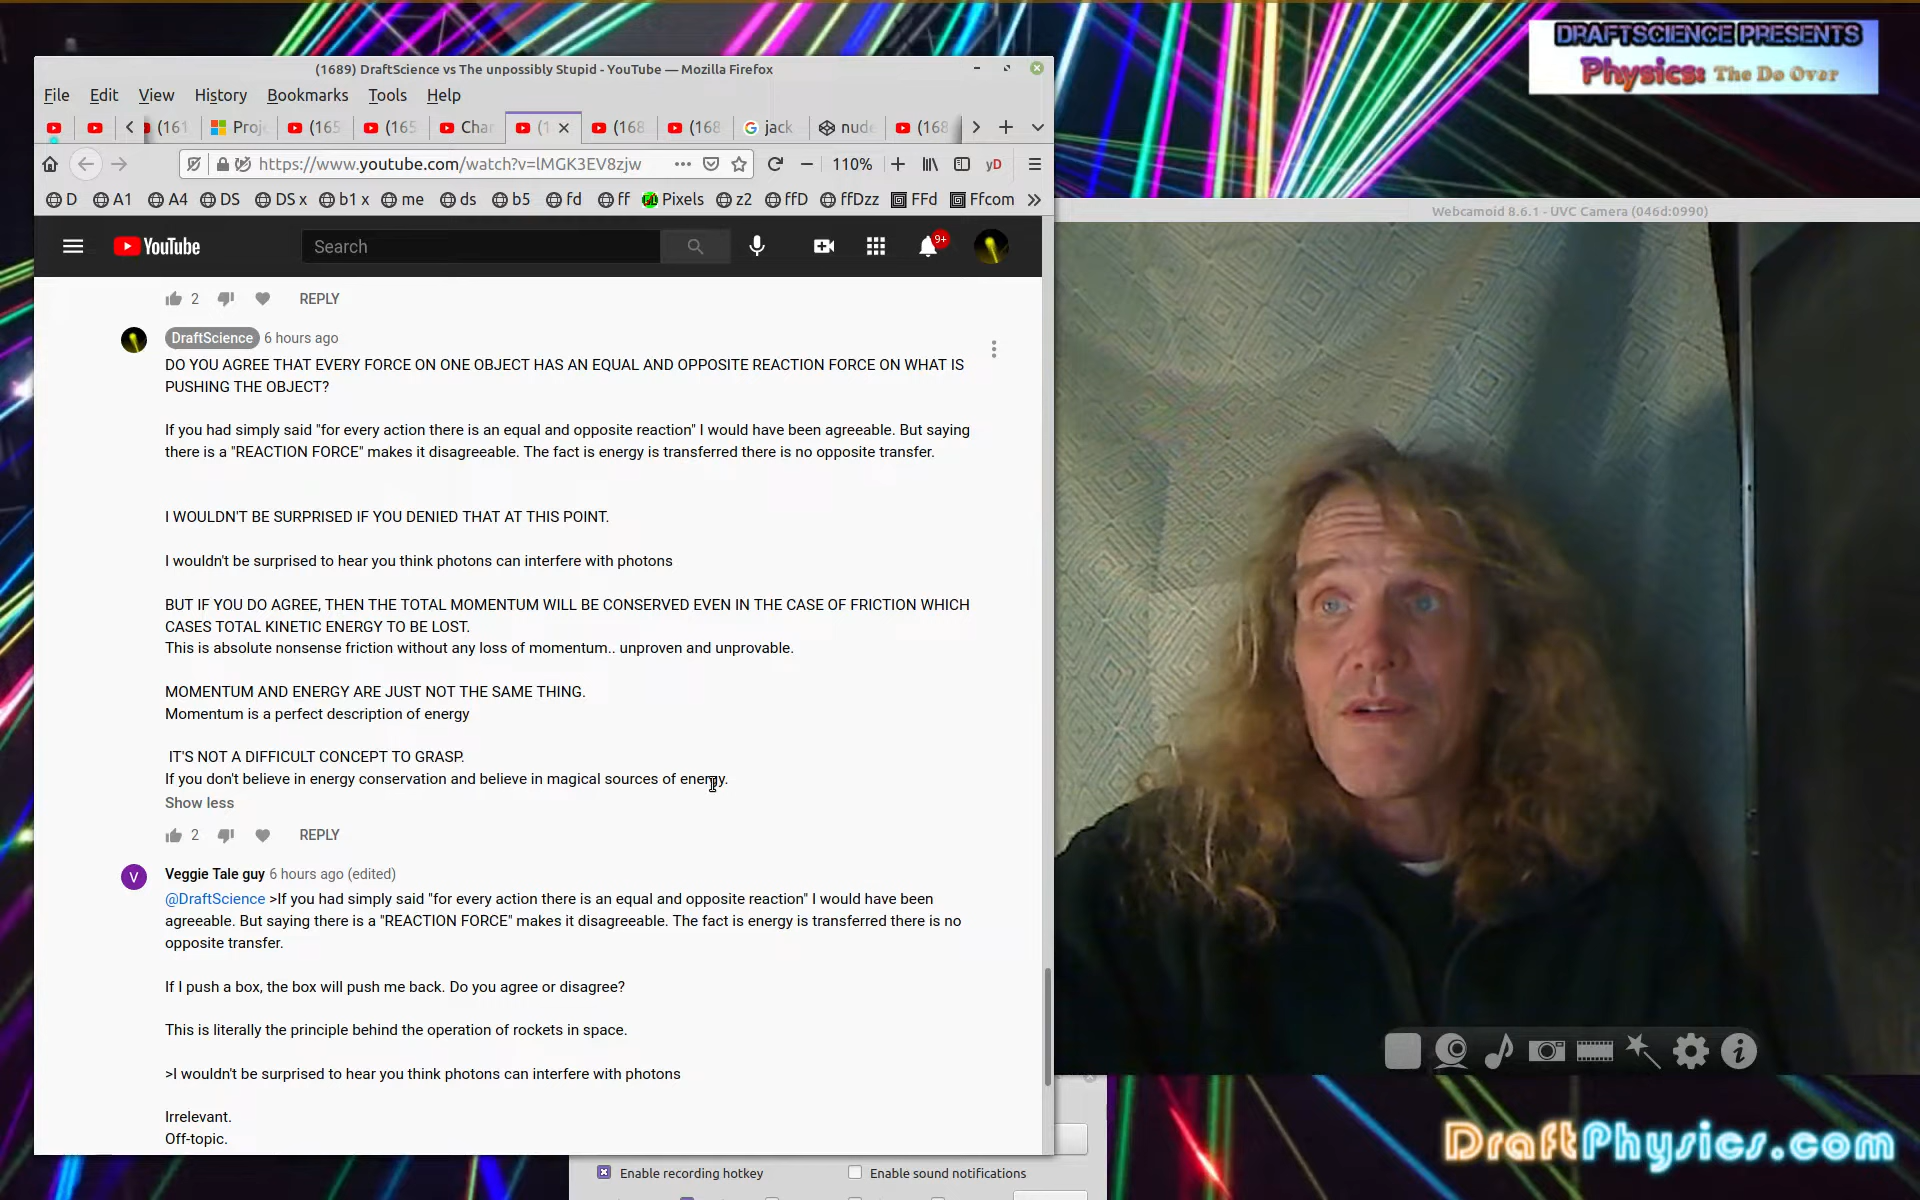 DRAFTSCIENCE PRESENTS
Physics: The Do Over
(1689) DraftScience vs The unpossibly Stupid - YouTube — Mozilla Firefox
File Edit View History Bookmarks Tools Help
(161 Proj (165 (165 Char (1 (168 (168 jack nude (168
https://www.youtube.com/watch?v=lMGK3EV8zjw 110% yD
D A1 A4 DS DS x b1 x me ds b5 fd ff Pixels z2 ffD ffDzz FFd Ffcom
Webcamoid 8.6.1 - UVC Camera (046d:0990)
YouTube Search 9+
2 REPLY
DraftScience 6 hours ago
DO YOU AGREE THAT EVERY FORCE ON ONE OBJECT HAS AN EQUAL AND OPPOSITE REACTION FORCE ON WHAT IS
PUSHING THE OBJECT?
If you had simply said "for every action there is an equal and opposite reaction" I would have been agreeable. But saying
there is a "REACTION FORCE" makes it disagreeable. The fact is energy is transferred there is no opposite transfer.
I WOULDN'T BE SURPRISED IF YOU DENIED THAT AT THIS POINT.
I wouldn't be surprised to hear you think photons can interfere with photons
BUT IF YOU DO AGREE, THEN THE TOTAL MOMENTUM WILL BE CONSERVED EVEN IN THE CASE OF FRICTION WHICH
CASES TOTAL KINETIC ENERGY TO BE LOST.
This is absolute nonsense friction without any loss of momentum.. unproven and unprovable.
MOMENTUM AND ENERGY ARE JUST NOT THE SAME THING.
Momentum is a perfect description of energy
IT'S NOT A DIFFICULT CONCEPT TO GRASP.
If you don't believe in energy conservation and believe in magical sources of energy.
Show less
2 REPLY
V Veggie Tale guy 6 hours ago (edited)
@DraftScience >If you had simply said "for every action there is an equal and opposite reaction" I would have been
agreeable. But saying there is a "REACTION FORCE" makes it disagreeable. The fact is energy is transferred there is no
opposite transfer.
If I push a box, the box will push me back. Do you agree or disagree?
This is literally the principle behind the operation of rockets in space.
>I wouldn't be surprised to hear you think photons can interfere with photons
Irrelevant.
Off-topic.
DraftPhysics.com
Enable recording hotkey Enable sound notifications